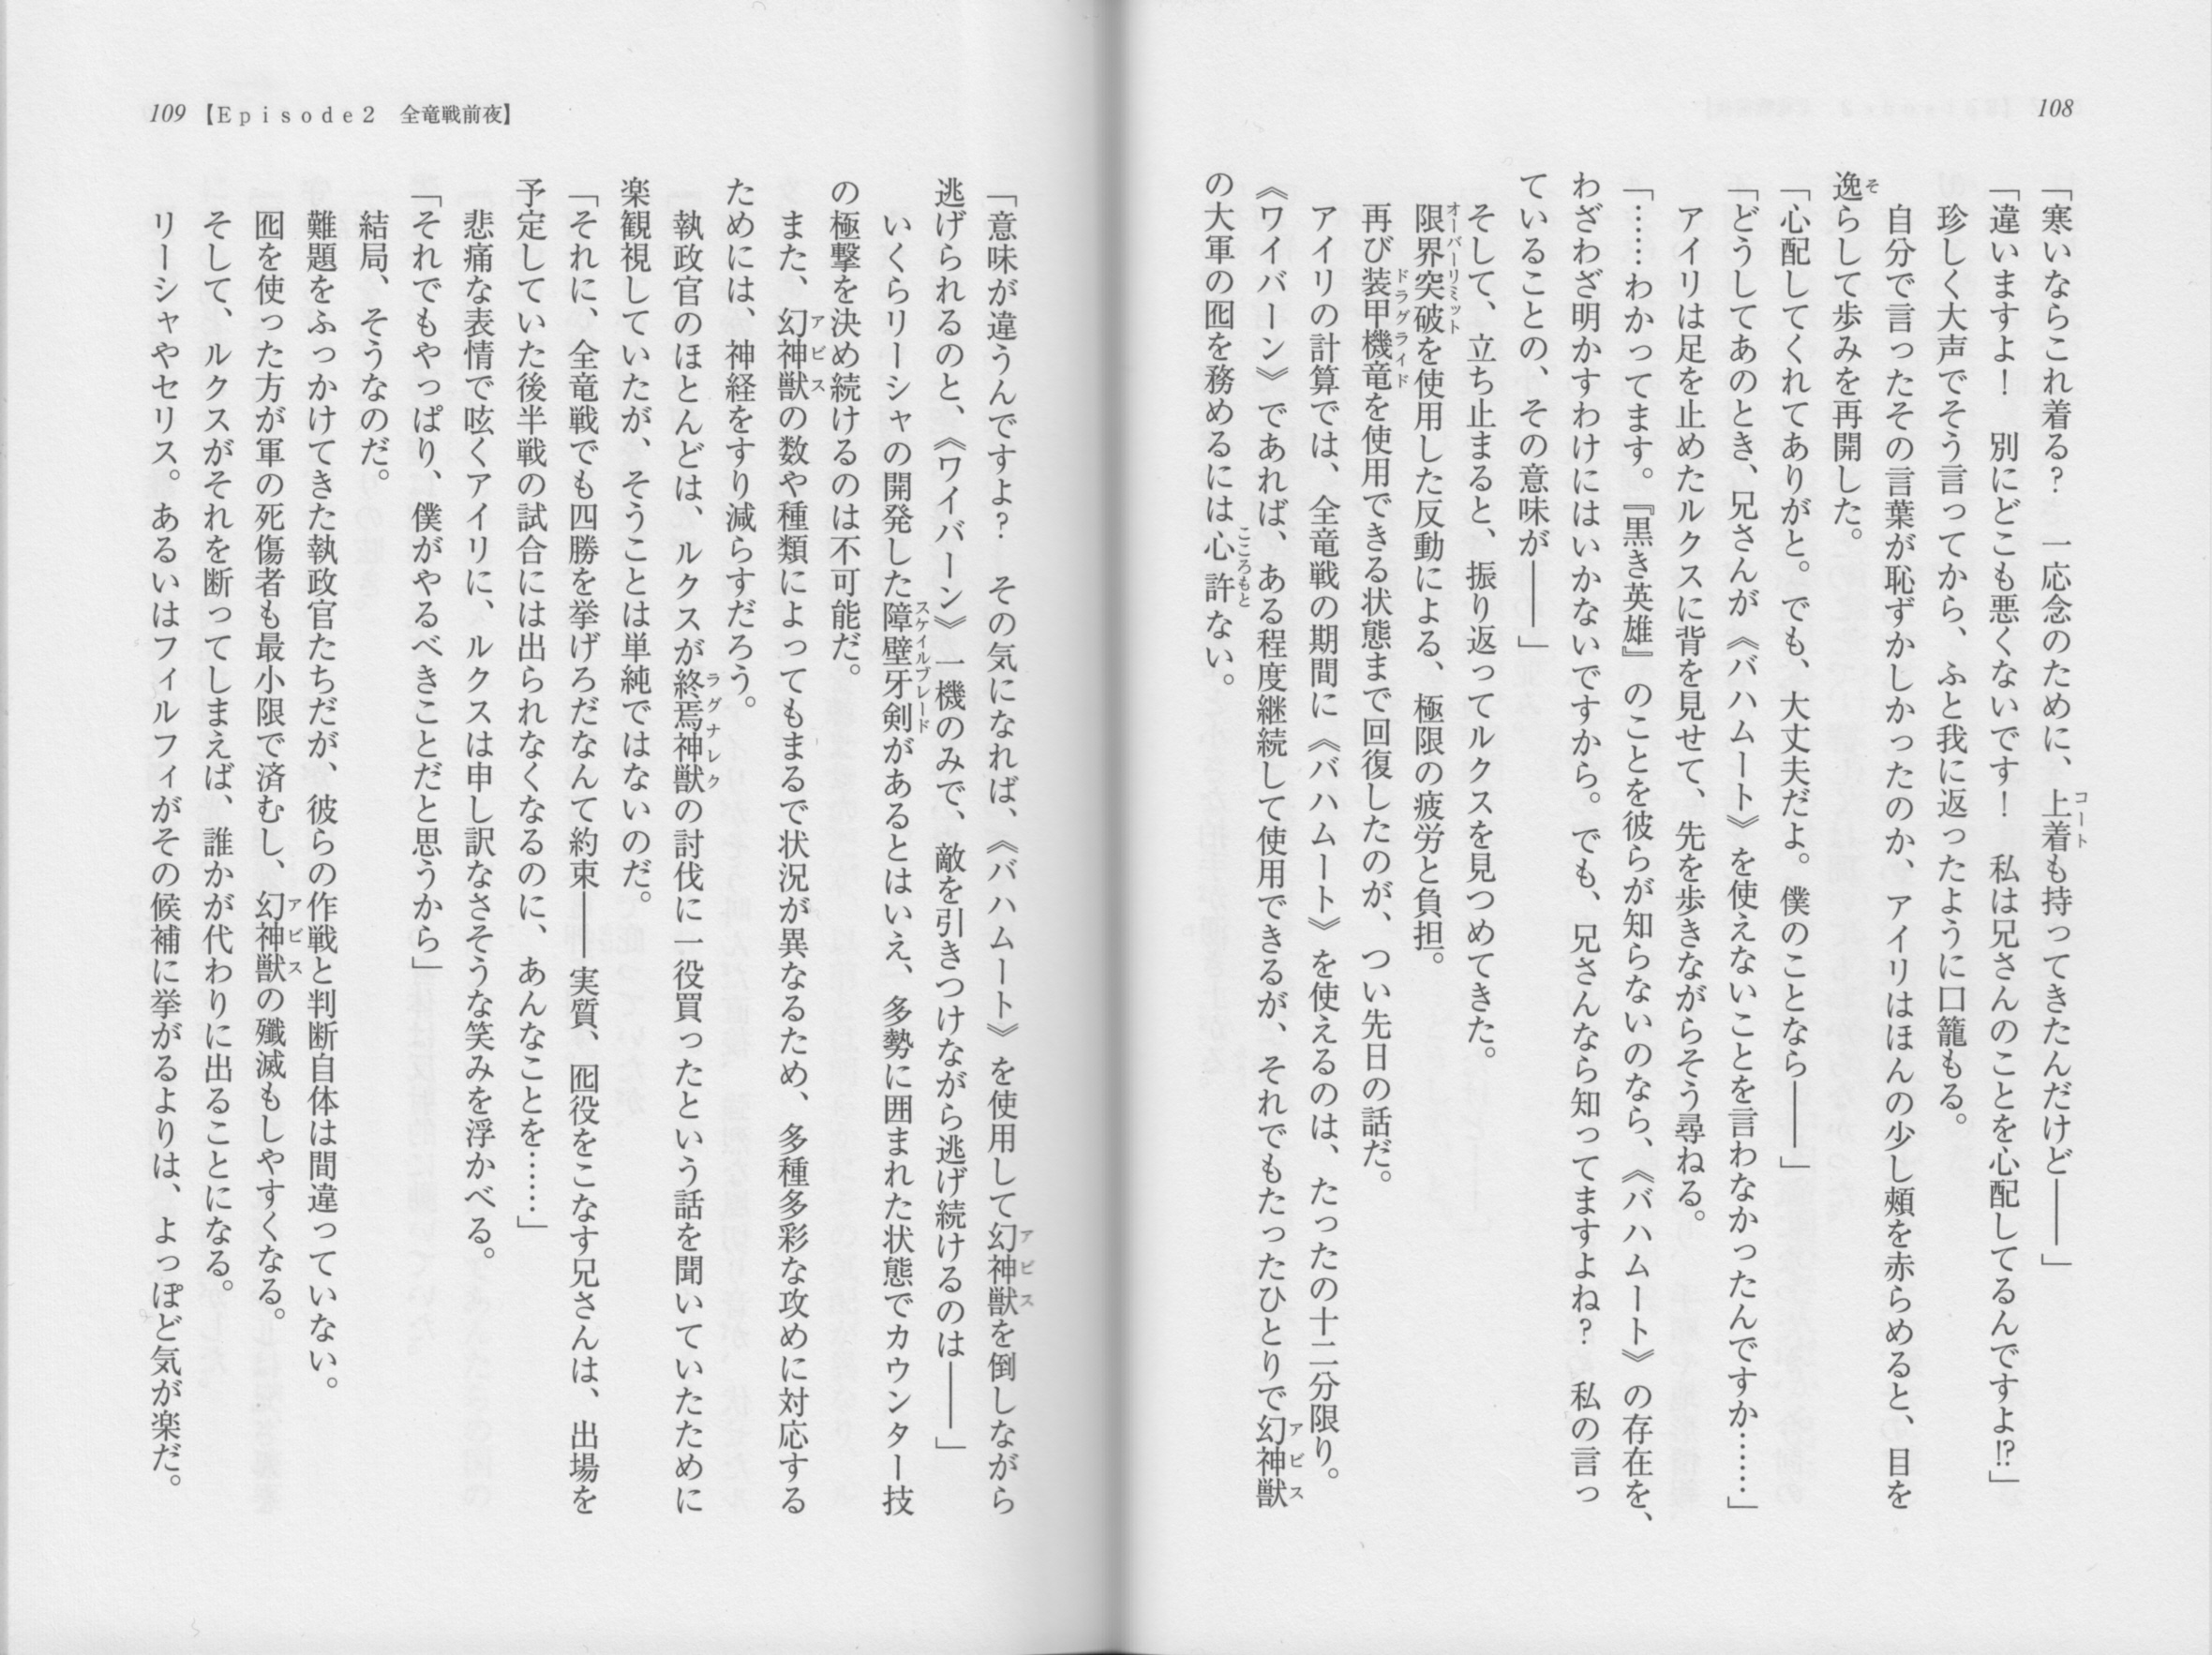 108
「寒いならこれ着る？　一応念のために、上着も持ってきたんだけど――」
「違いますよ！　別にどこも悪くないです！　私は兄さんのことを心配してるんですよ!?」
珍しく大声でそう言ってから、ふと我に返ったように口籠もる。
自分で言ったその言葉が恥ずかしかったのか、アイリはほんの少し頰を赤らめると、目を
逸らして歩みを再開した。
「心配してくれてありがと。でも、大丈夫だよ。僕のことなら――」
「どうしてあのとき、兄さんが《バハムート》を使えないことを言わなかったんですか……」
アイリは足を止めたルクスに背を見せて、先を歩きながらそう尋ねる。
「……わかってます。『黒き英雄』のことを彼らが知らないのなら、《バハムート》の存在を、
わざわざ明かすわけにはいかないですから。でも、兄さんなら知ってますよね？　私の言っ
ていることの、その意味が――」
そして、立ち止まると、振り返ってルクスを見つめてきた。
限界突破を使用した反動による、極限の疲労と負担。
再び装甲機竜を使用できる状態まで回復したのが、つい先日の話だ。
アイリの計算では、全竜戦の期間に《バハムート》を使えるのは、たったの十二分限り。
《ワイバーン》であれば、ある程度継続して使用できるが、それでもたったひとりで幻神獣
の大軍の囮を務めるには心許ない。
109【Episode2　全竜戦前夜】
「意味が違うんですよ？　その気になれば、《バハムート》を使用して幻神獣を倒しながら
逃げられるのと、《ワイバーン》一機のみで、敵を引きつけながら逃げ続けるのは――」
いくらリーシャの開発した障壁牙剣があるとはいえ、多勢に囲まれた状態でカウンター技
の極撃を決め続けるのは不可能だ。
また、幻神獣の数や種類によってもまるで状況が異なるため、多種多彩な攻めに対応する
ためには、神経をすり減らすだろう。
執政官のほとんどは、ルクスが終焉神獣の討伐に一役買ったという話を聞いていたために
楽観視していたが、そうことは単純ではないのだ。
「それに、全竜戦でも四勝を挙げろだなんて約束――実質、囮役をこなす兄さんは、出場を
予定していた後半戦の試合には出られなくなるのに、あんなことを……」
悲痛な表情で呟くアイリに、ルクスは申し訳なさそうな笑みを浮かべる。
「それでもやっぱり、僕がやるべきことだと思うから」
結局、そうなのだ。
難題をふっかけてきた執政官たちだが、彼らの作戦と判断自体は間違っていない。
囮を使った方が軍の死傷者も最小限で済むし、幻神獣の殲滅もしやすくなる。
そして、ルクスがそれを断ってしまえば、誰かが代わりに出ることになる。
リーシャやセリス。あるいはフィルフィがその候補に挙がるよりは、よっぽど気が楽だ。